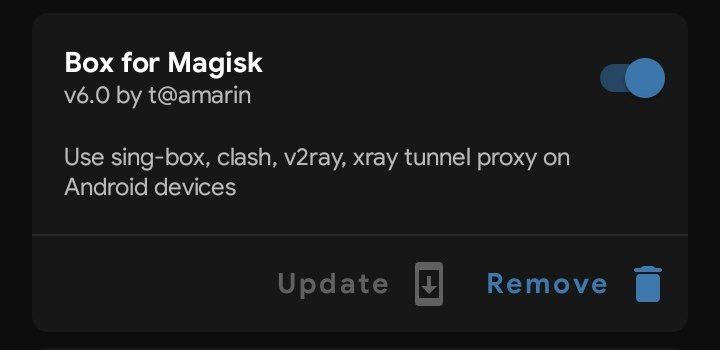 Box for Magisk
v6.0 by t@amarin
Use sing-box, clash, v2ray, xray tunnel proxy on
Android devices
Update
Remove